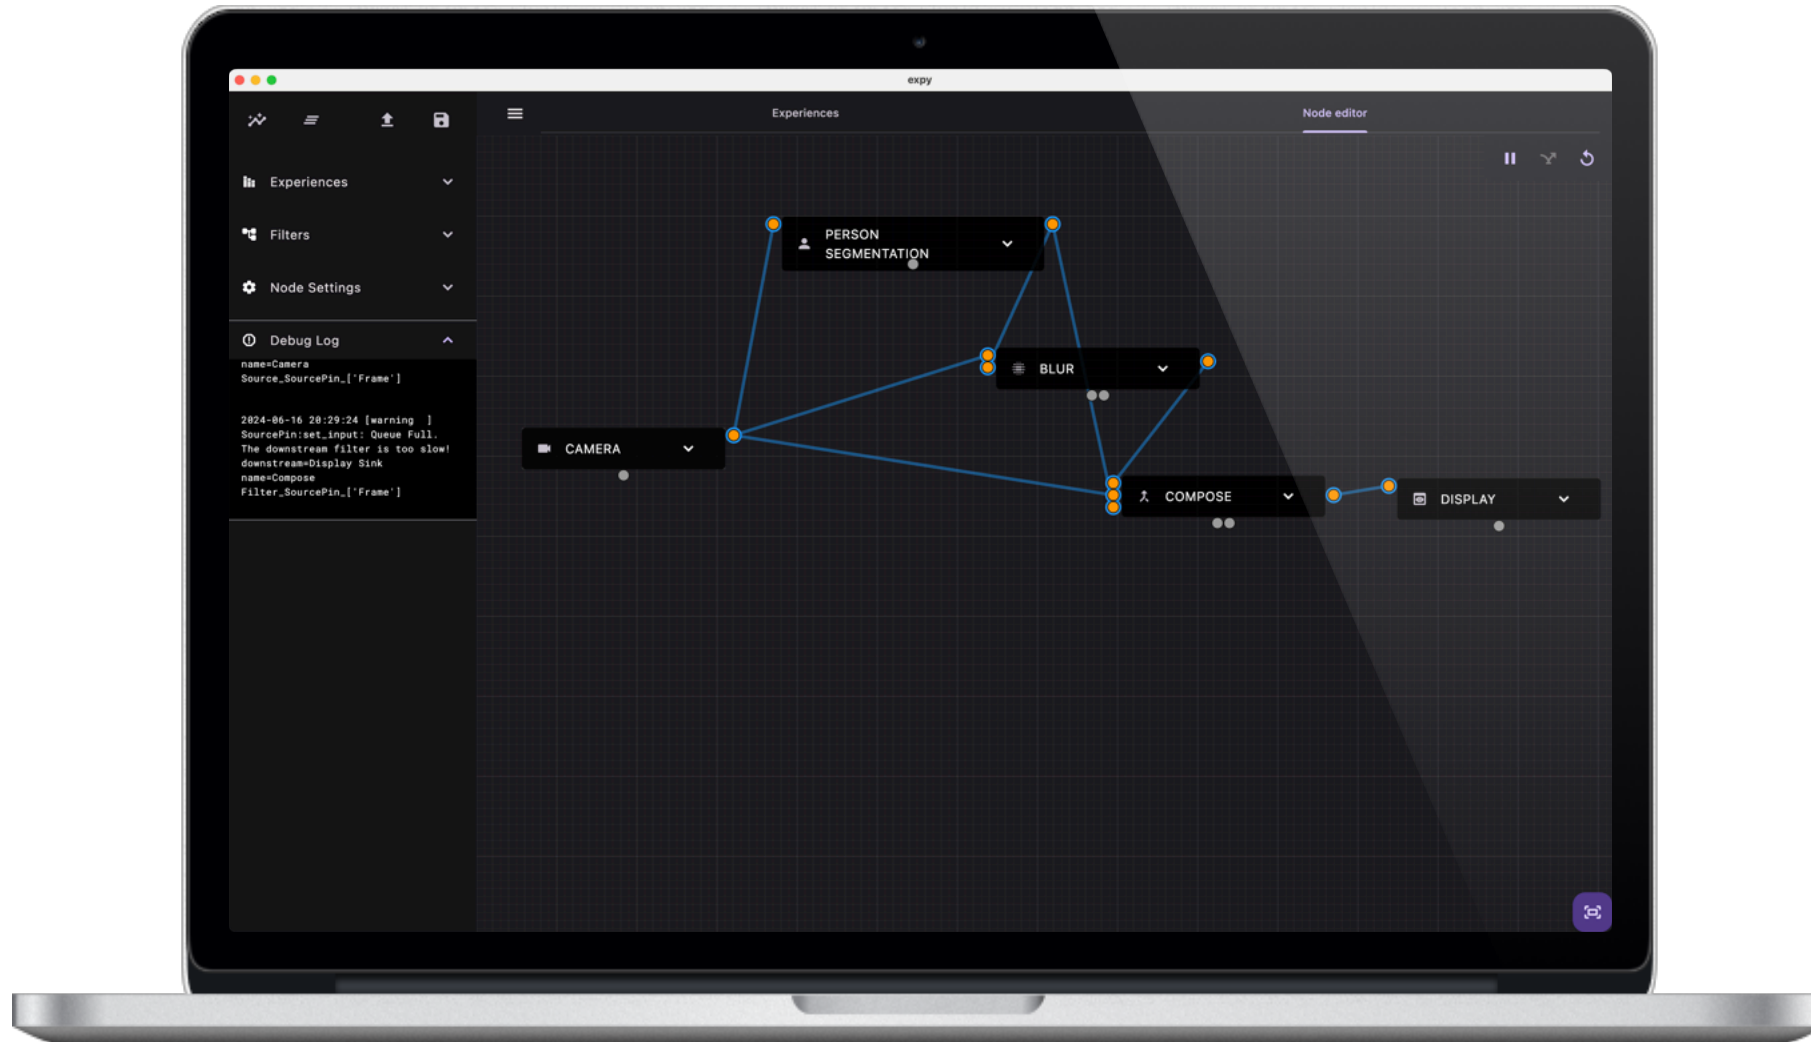 expy
Experiences
Node editor
Experiences
Filters
Node Settings
Debug Log
name=Camera
Source_SourcePin_['Frame']
2024-06-16 20:29:24 [warning  ]
SourcePin:set_input: Queue Full.
The downstream filter is too slow!
downstream=Display Sink
name=Compose
Filter_SourcePin_['Frame']
PERSON
SEGMENTATION
BLUR
CAMERA
COMPOSE
DISPLAY